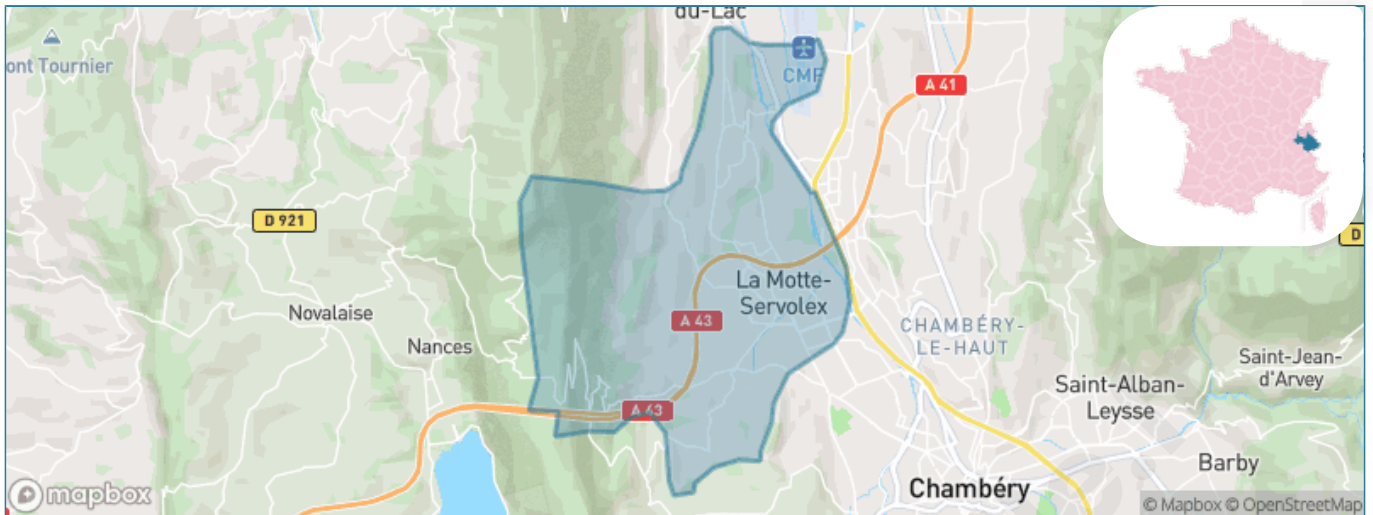 du-Lac
ont Tournier
CMF
A 41
D 921
D
La Motte-
Servolex
A 43
Novalaise
CHAMBÉRY-
LE-HAUT
Nances
Saint-Jean-
d'Arvey
Saint-Alban-
Leysse
A 43
Barby
Chambéry
mapbox
© Mapbox © OpenStreetMap